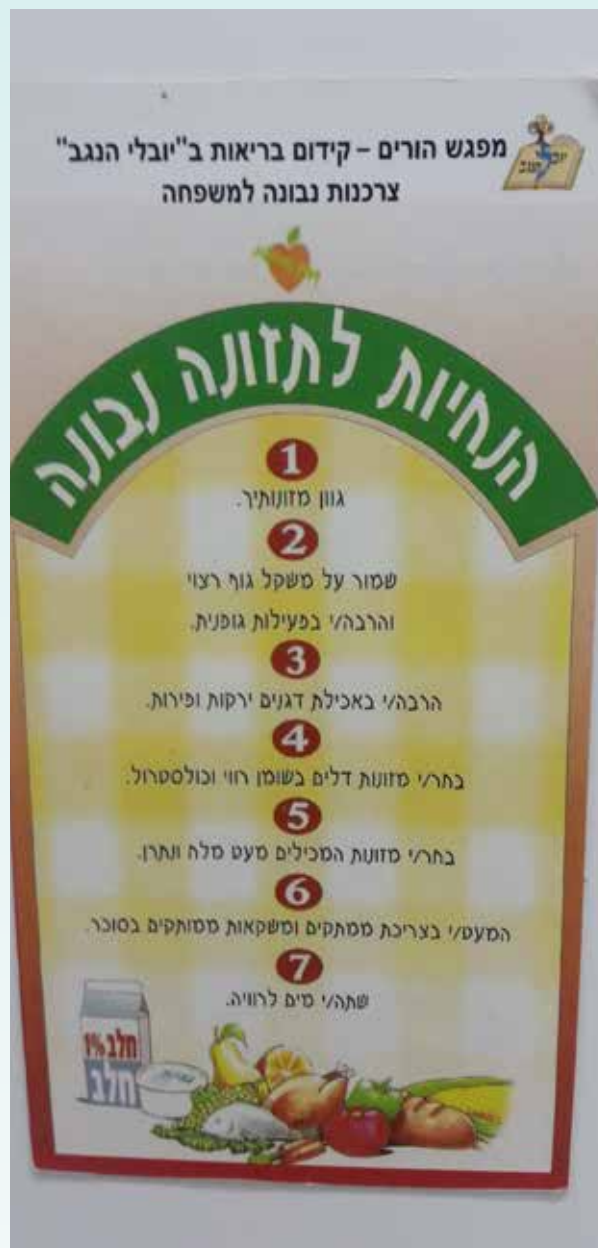 מפגש הורים – קידום בריאות ב"יובלי הנגב"
צרכנות נבונה למשפחה
הנחיות לתזונה נבונה
1
גוון מזונותיך.
2
שמור על משקל גוף רצוי
והרבה/י בפעילות גופנית.
3
הרבה/י באכילת דגנים ירקות ופירות.
4
בחר/י מזונות דלים בשומן רווי וכולסטרול.
5
בחר/י מזונות המכילים מעט מלח ונתרן.
6
המעט/י בצריכת ממתקים ומשקאות ממותקים בסוכר.
7
שתה/י מים לרוויה.
חלב 1%
חלב